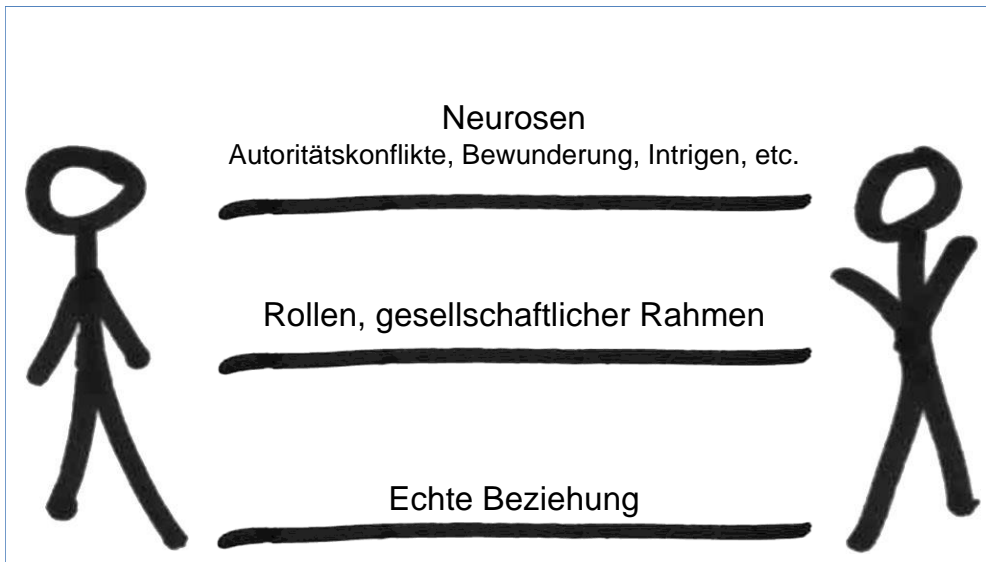 Neurosen
Autoritätskonflikte, Bewunderung, Intrigen, etc.
Rollen, gesellschaftlicher Rahmen
Echte Beziehung